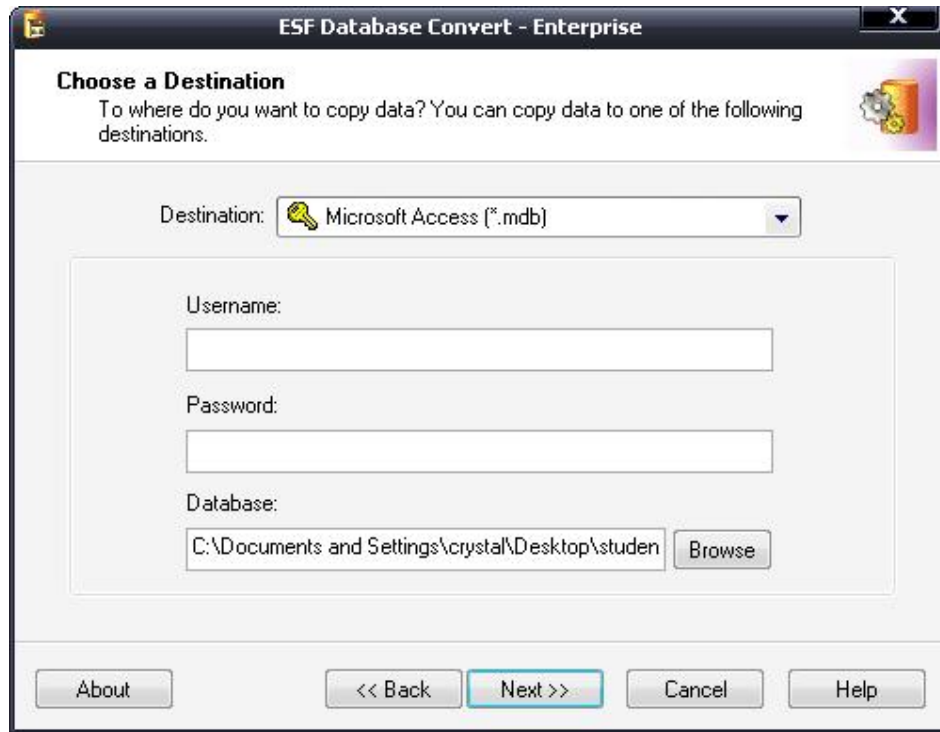 ESF Database Convert - Enterprise
X
Choose a Destination
To where do you want to copy data? You can copy data to one of the following
destinations.
Destination: Microsoft Access (*.mdb)
Username:
Password:
Database:
C:\Documents and Settings\crystal\Desktop\studen Browse
About << Back Next >> Cancel Help